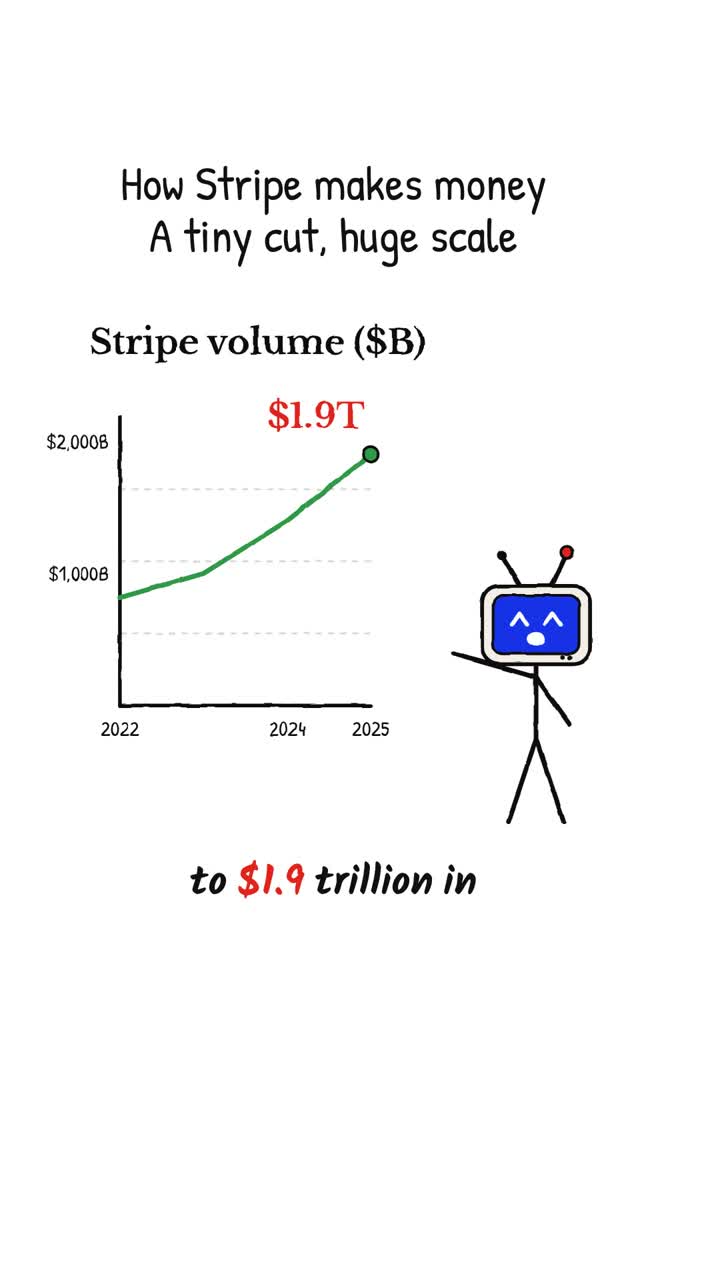 How Stripe makes money
A tiny cut, huge scale
Stripe volume ($B)
$1.9T
$2,000B
$1,000B
2022 2024 2025
to $1.9 trillion in